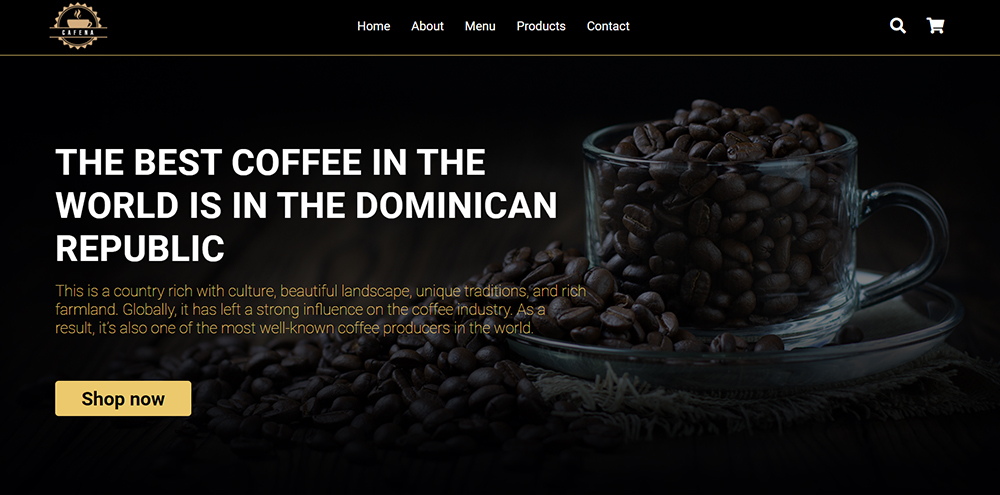 CAFENA
Home
About
Menu
Products
Contact
THE BEST COFFEE IN THE
WORLD IS IN THE DOMINICAN
REPUBLIC
This is a country rich with culture, beautiful landscape, unique traditions, and rich
farmland. Globally, it has left a strong influence on the coffee industry. As a
result, it's also one of the most well-known coffee producers in the world.
Shop now